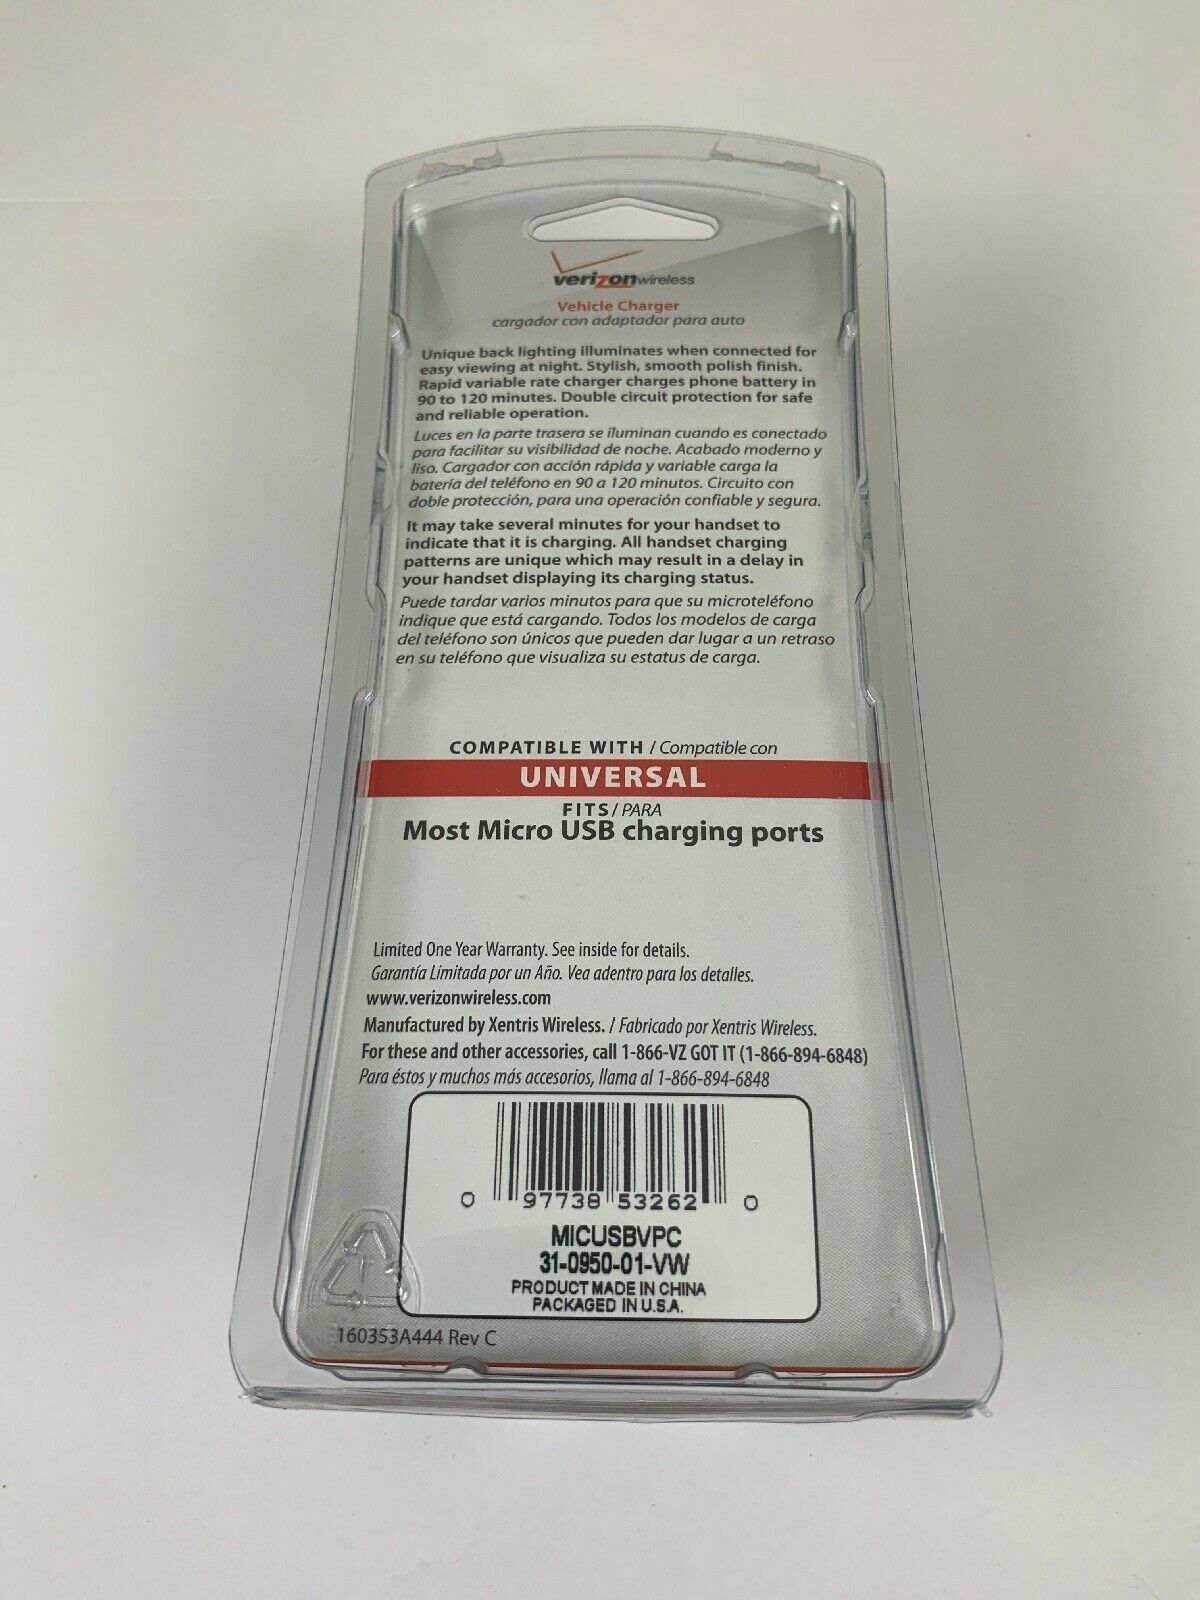 verizonwireless
Vehicle Charger
cargador con adaptador para auto
Unique back lighting illuminates when connected for
easy viewing at night. Stylish, smooth polish finish.
Rapid variable rate charger charges phone battery in
90 to 120 minutes. Double circuit protection for safe
and reliable operation.
Luces en la parte trasera se iluminan cuando es conectado
para facilitar su visibilidad de noche. Acabado moderno y
liso. Cargador con acción rápida y variable carga la
batería del teléfono en 90 a 120 minutos. Circuito con
doble protección, para una operación confiable y segura.
It may take several minutes for your handset to
indicate that it is charging. All handset charging
patterns are unique which may result in a delay in
your handset displaying its charging status.
Puede tardar varios minutos para que su microteléfono
indique que está cargando. Todos los modelos de carga
del teléfono son únicos que pueden dar lugar a un retraso
en su teléfono que visualiza su estatus de carga.
COMPATIBLE WITH / Compatible con
UNIVERSAL
FITS / PARA
Most Micro USB charging ports
Limited One Year Warranty. See inside for details.
Garantía Limitada por un Año. Vea adentro para los detalles.
www.verizonwireless.com
Manufactured by Xentris Wireless. / Fabricado por Xentris Wireless.
For these and other accessories, call 1-866-VZ GOT IT (1-866-894-6848)
Para éstos y muchos más accesorios, llama al 1-866-894-6848
0 97738 53262 0
MICUSBVPC
31-0950-01-VW
PRODUCT MADE IN CHINA
PACKAGED IN U.S.A.
1
160353A444 Rev C